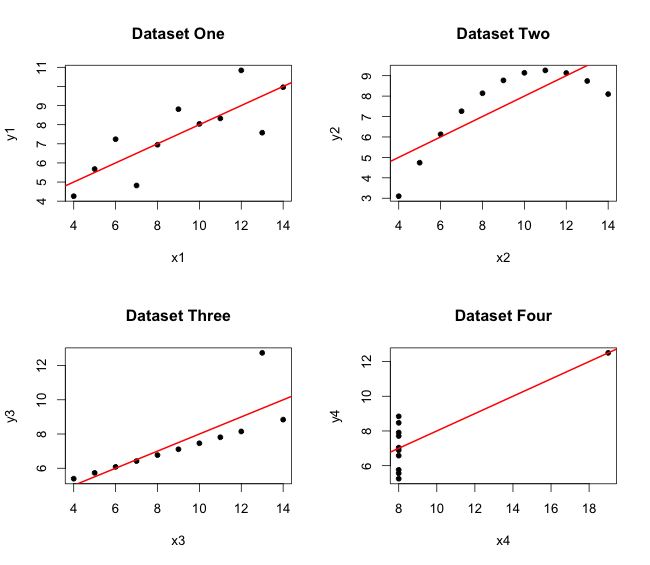 Dataset One
11
9
8
7
6
5
4
y1
4 6 8 10 12 14
x1
Dataset Two
9
8
7
6
5
4
3
y2
4 6 8 10 12 14
x2
Dataset Three
12
10
8
6
y3
4 6 8 10 12 14
x3
Dataset Four
12
10
8
6
y4
8 10 12 14 16 18
x4